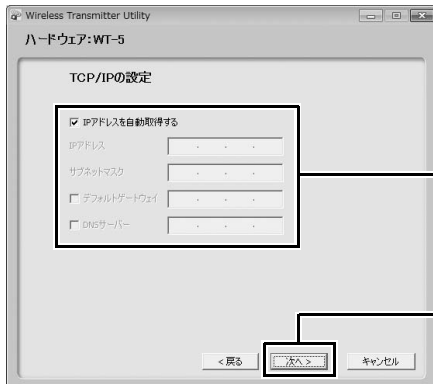 Wireless Transmitter Utility
ハードウェア:WT-5
TCP/IPの設定
IPアドレスを自動取得する
IPアドレス
サブネットマスク
デフォルトゲートウェイ
DNSサーバー
<戻る
次へ>
キャンセル